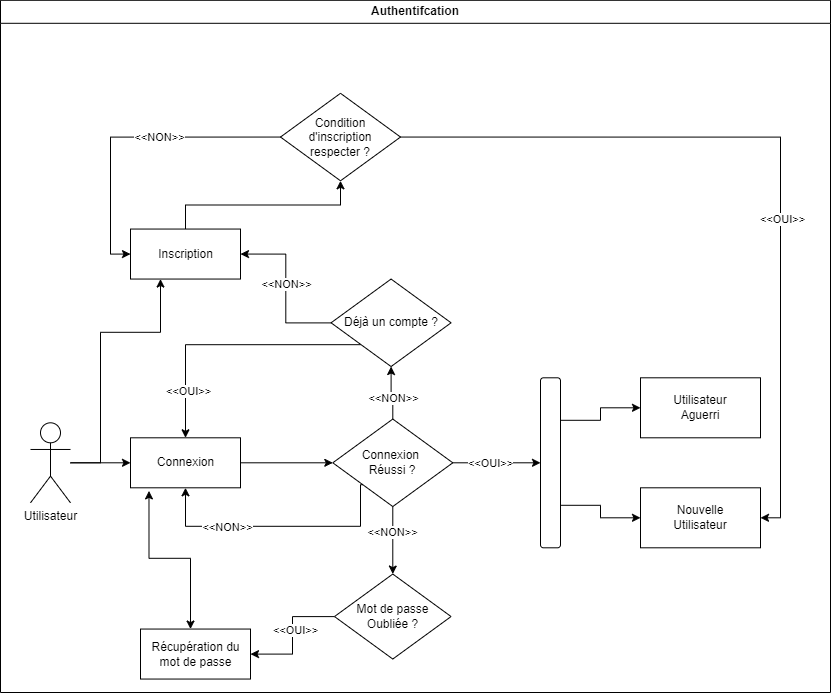 Authentifcation
Condition
d'inscription
respecter ?
<<NON>>
<<OUI>>
Inscription
<<NON>>
Déjà un compte ?
<<OUI>>
<<NON>>
Utilisateur
Aguerri
Utilisateur
Connexion
Connexion
Réussi ?
<<OUI>>
<<NON>>
<<NON>>
Nouvelle
Utilisateur
Mot de passe
Oubliée ?
<<OUI>>
Récupération du
mot de passe